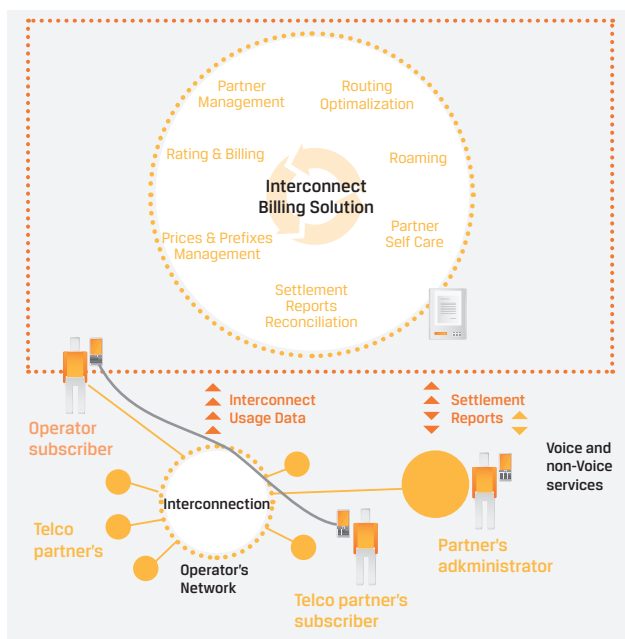 Partner
Management
Routing
Optimalization
Rating & Billing
Roaming
Interconnect
Billing Solution
Prices & Prefixes
Management
Partner
Self Care
Settlement
Reports
Reconciliation
Interconnect
Usage Data
Settlement
Reports
Operator
subscriber
Voice and
non-Voice
services
Interconnection
Telco
partner's
Operator's
Network
Partner's
adkministrator
Telco partner's
subscriber